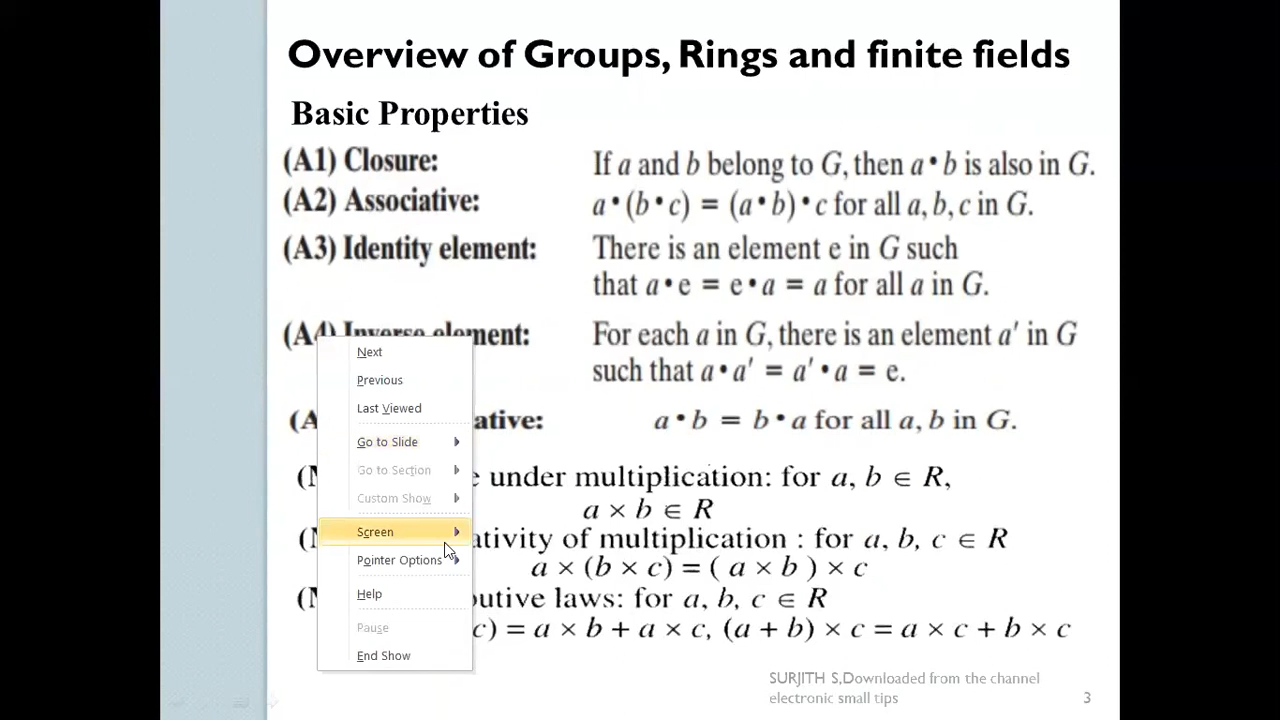 Overview of Groups, Rings and finite fields
Basic Properties
(A1) Closure: If a and b belong to G, then a • b is also in G.
(A2) Associative: a • (b • c) = (a • b) • c for all a, b, c in G.
(A3) Identity element: There is an element e in G such
that a • e = e • a = a for all a in G.
(A4) Inverse element: For each a in G, there is an element a′ in G
such that a • a′ = a′ • a = e.
a • b = b • a for all a, b in G.
under multiplication: for a, b ∈ R,
a × b ∈ R
of multiplication : for a, b, c ∈ R
a × (b × c) = ( a × b ) × c
laws: for a, b, c ∈ R
c) = a × b + a × c, (a + b) × c = a × c + b × c
Next
Previous
Last Viewed
Go to Slide
Go to Section
Custom Show
Screen
Pointer Options
Help
Pause
End Show
SURJITH S,Downloaded from the channel
electronic small tips 3